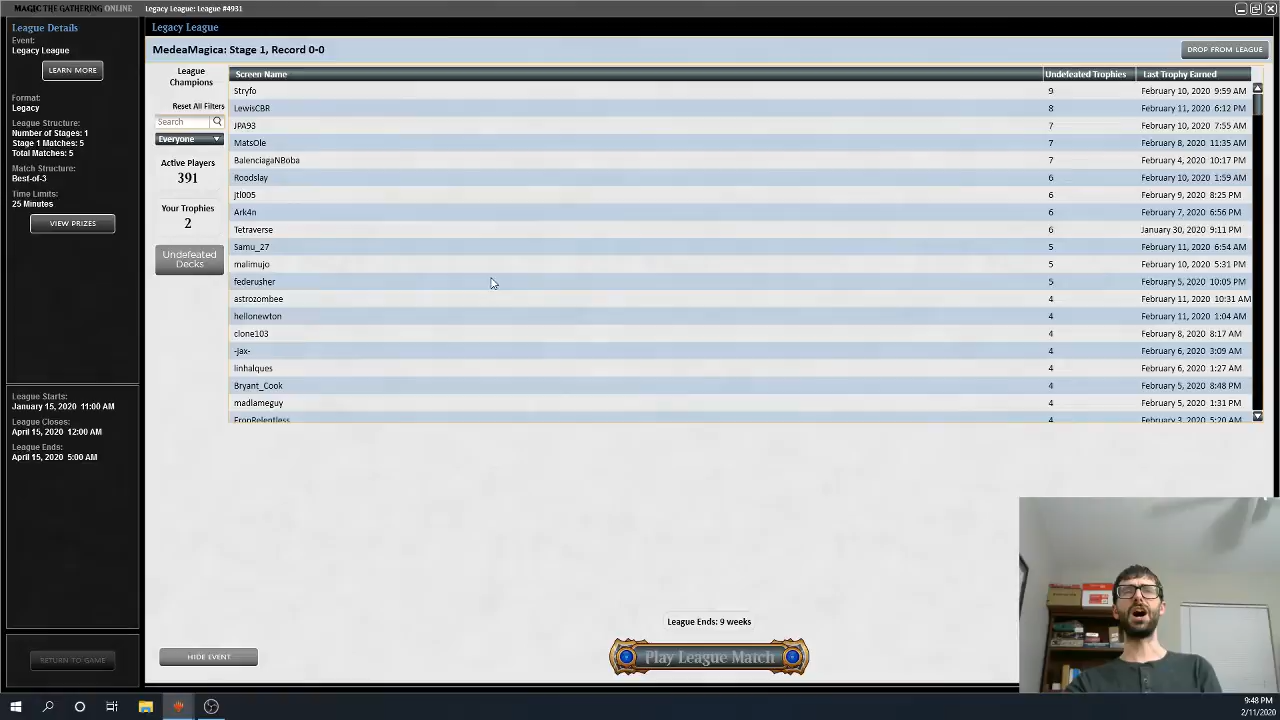 MAGIC THE GATHERING ONLINE
Legacy League: League #4931
League Details
Event:
Legacy League
LEARN MORE
Format:
Legacy
League Structure:
Number of Stages: 1
Stage 1 Matches: 5
Total Matches: 5
Match Structure:
Best-of-3
Time Limits:
25 Minutes
VIEW PRIZES
League Starts:
January 15, 2020 11:00 AM
League Closes:
April 15, 2020 12:00 AM
League Ends:
April 15, 2020 5:00 AM
RETURN TO GAME
Legacy League
MedeaMagica: Stage 1, Record 0-0
DROP FROM LEAGUE
League
Champions
Reset All Filters
Search
Everyone
Active Players
391
Your Trophies
2
Undefeated
Decks
Screen Name Undefeated Trophies Last Trophy Earned
Stryfo 9 February 10, 2020 9:59 AM
LewisCBR 8 February 11, 2020 6:12 PM
JPA93 7 February 10, 2020 7:55 AM
MatsOle 7 February 8, 2020 11:35 AM
BalenciagaNBoba 7 February 4, 2020 10:17 PM
Roodslay 6 February 10, 2020 1:59 AM
jtl005 6 February 9, 2020 8:25 PM
Ark4n 6 February 7, 2020 6:56 PM
Tetraverse 6 January 30, 2020 9:11 PM
Samu_27 5 February 11, 2020 6:54 AM
malimujo 5 February 10, 2020 5:31 PM
federusher 5 February 5, 2020 10:05 PM
astrozombee 4 February 11, 2020 10:31 AM
hellonewton 4 February 11, 2020 1:04 AM
clone103 4 February 8, 2020 8:17 AM
-jax- 4 February 6, 2020 3:09 AM
linhalques 4 February 6, 2020 1:27 AM
Bryant_Cook 4 February 5, 2020 8:48 PM
madlameguy 4 February 5, 2020 1:31 PM
4 February 3, 2020 5:20 AM
League Ends: 9 weeks
HIDE EVENT
Play League Match
9:48 PM
2/11/2020